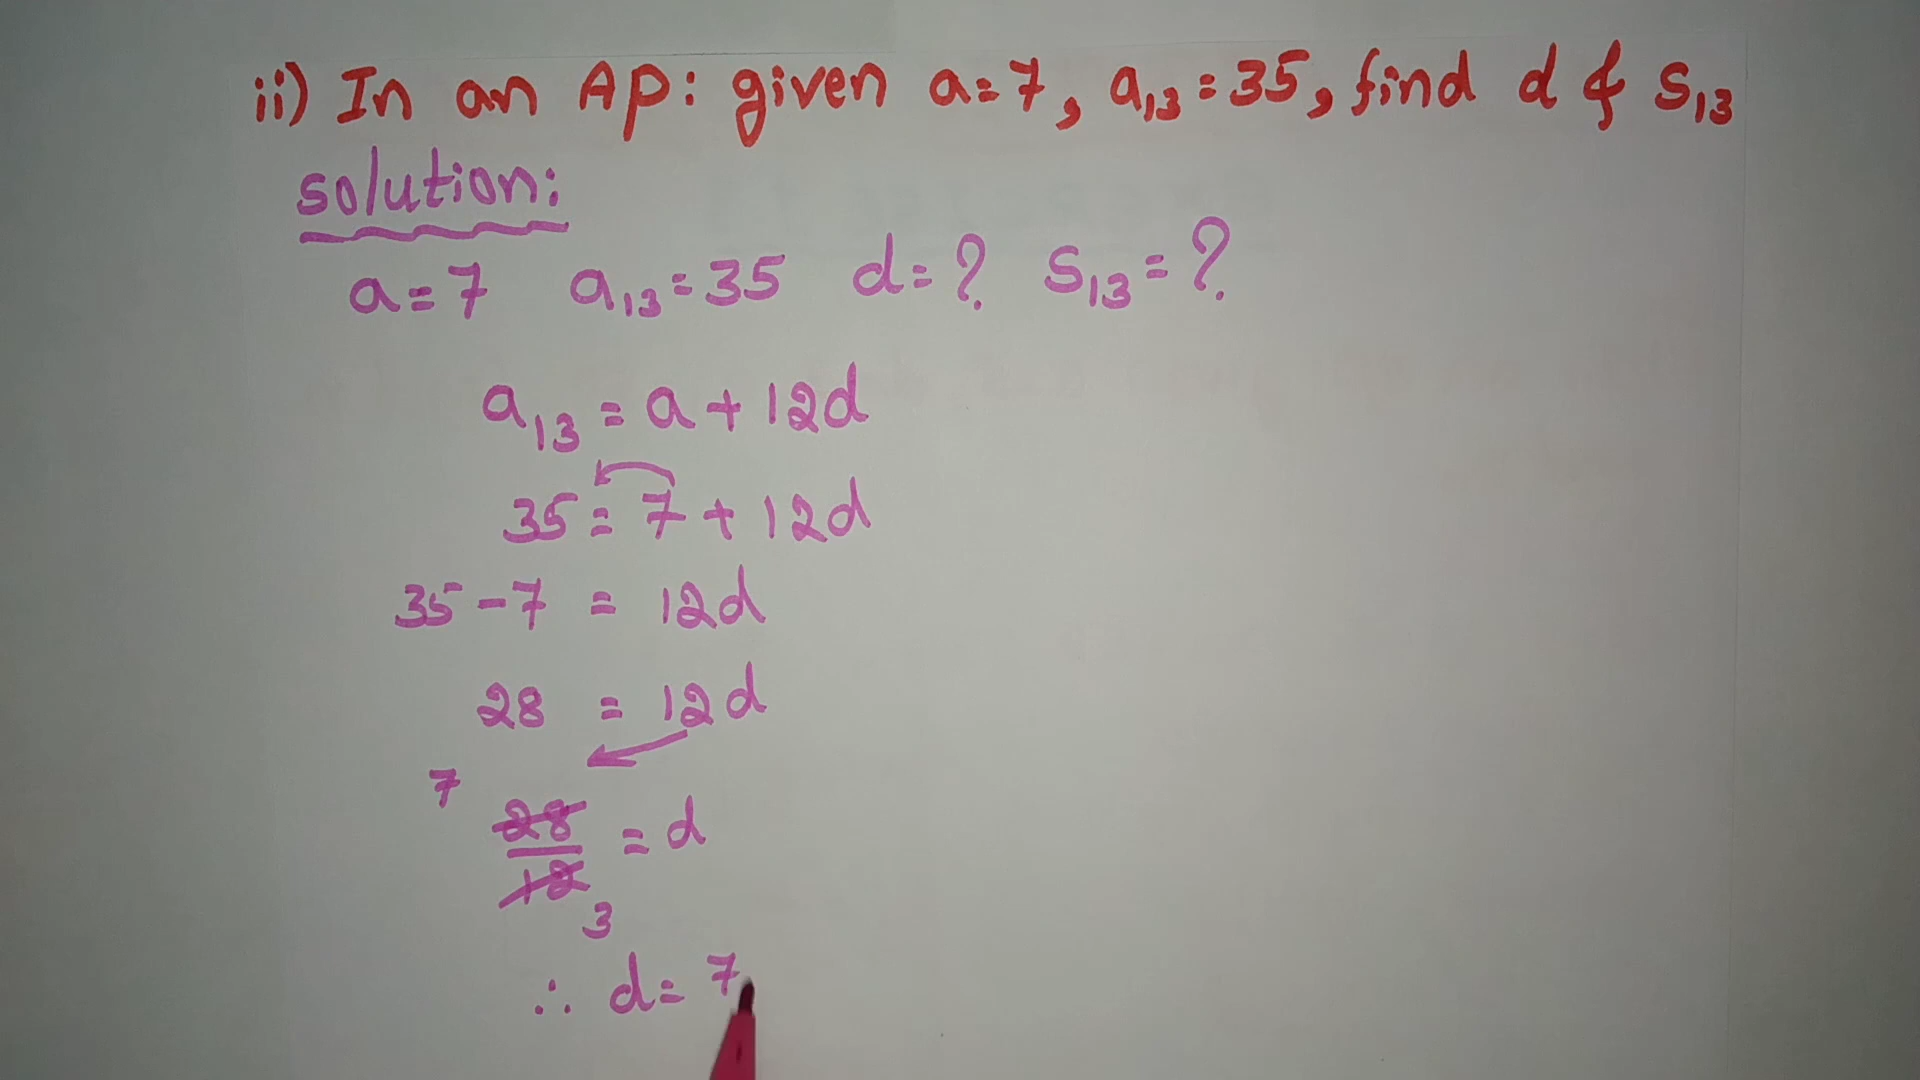 ii) In an AP: given a=7, a₁₃=35, find d & S₁₃
solution:
a=7 a₁₃=35 d=? S₁₃=?
a₁₃ = a + 12d
35 = 7 + 12d
35-7 = 12d
28 = 12d
7
28/12 = d
3
∴ d= 7